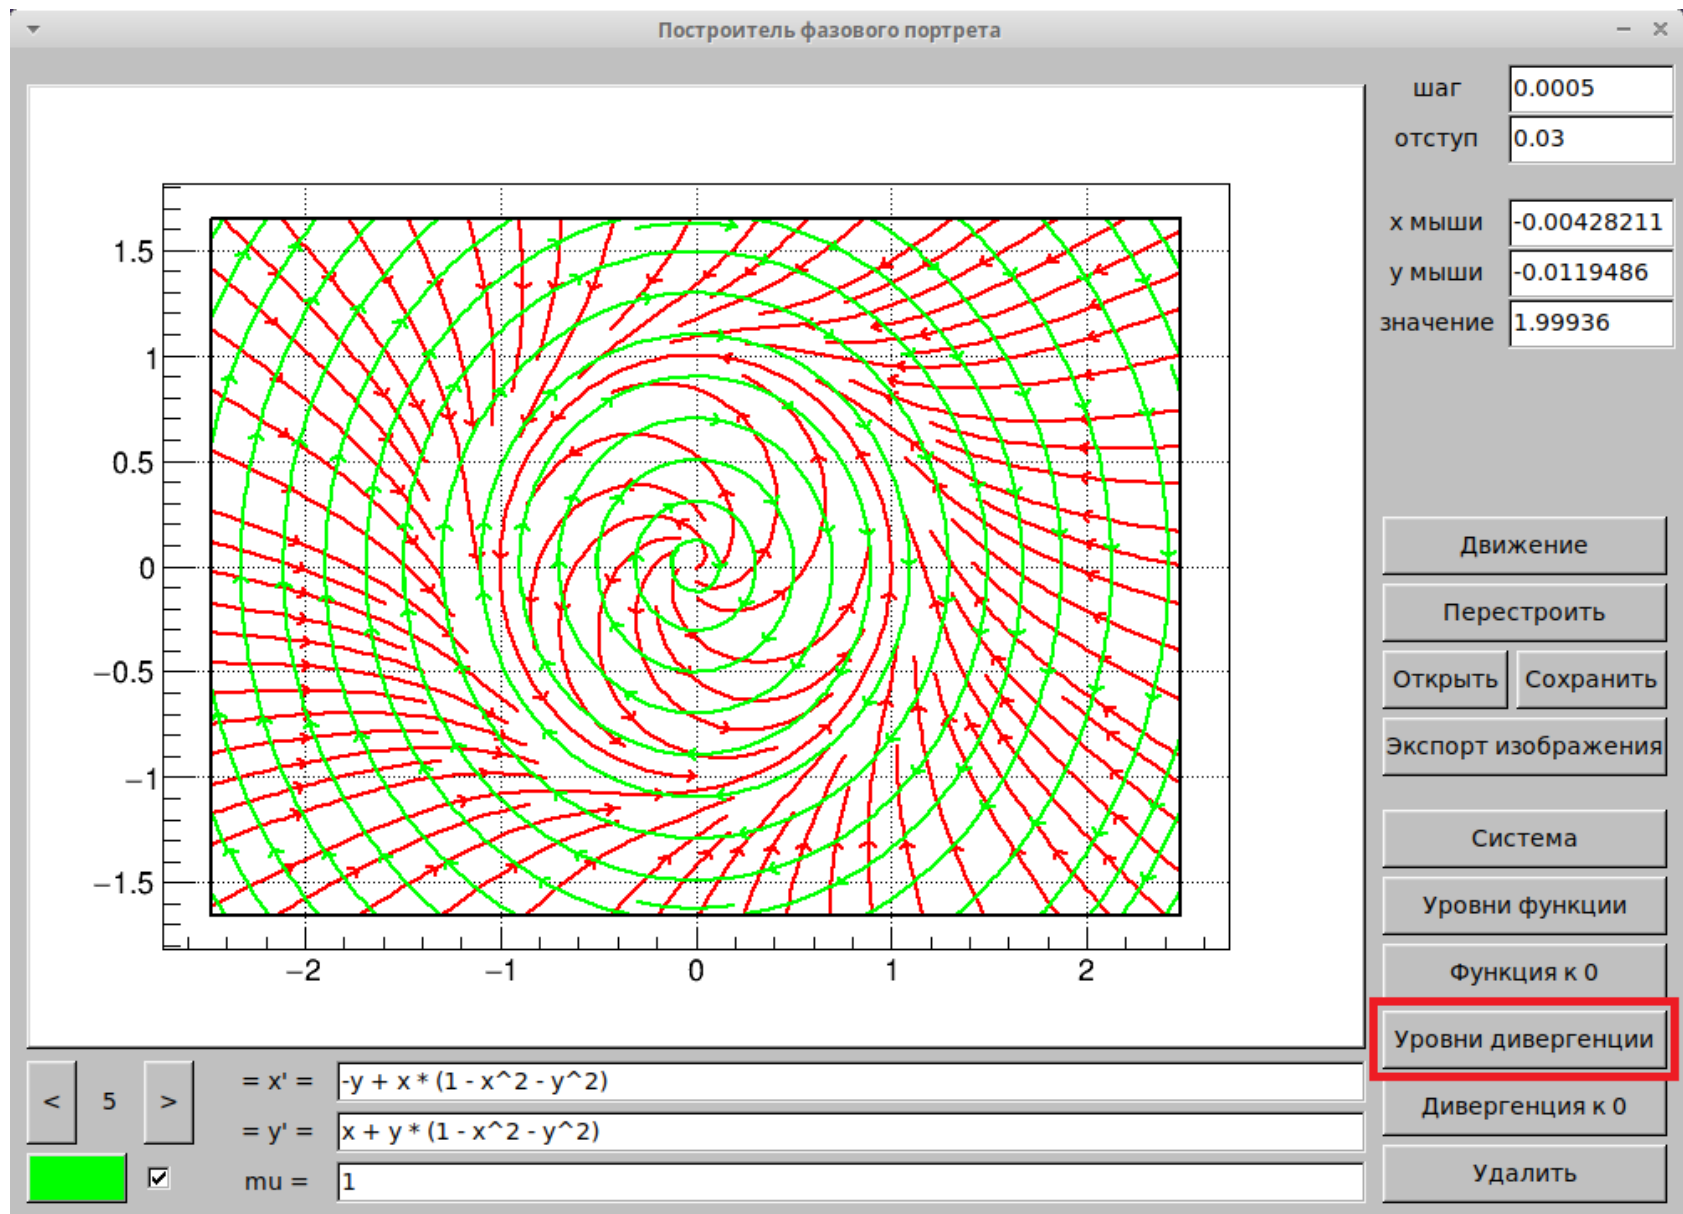 Построитель фазового портрета
шаг 0.0005
отступ 0.03
x мыши -0.00428211
y мыши -0.0119486
значение 1.99936
1.5
1
0.5
0
−0.5
−1
−1.5
−2 −1 0 1 2
Движение
Перестроить
Открыть Сохранить
Экспорт изображения
Система
Уровни функции
Функция к 0
Уровни дивергенции
Дивергенция к 0
Удалить
< 5 >
= x' = -y + x * (1 - x^2 - y^2)
= y' = x + y * (1 - x^2 - y^2)
mu = 1